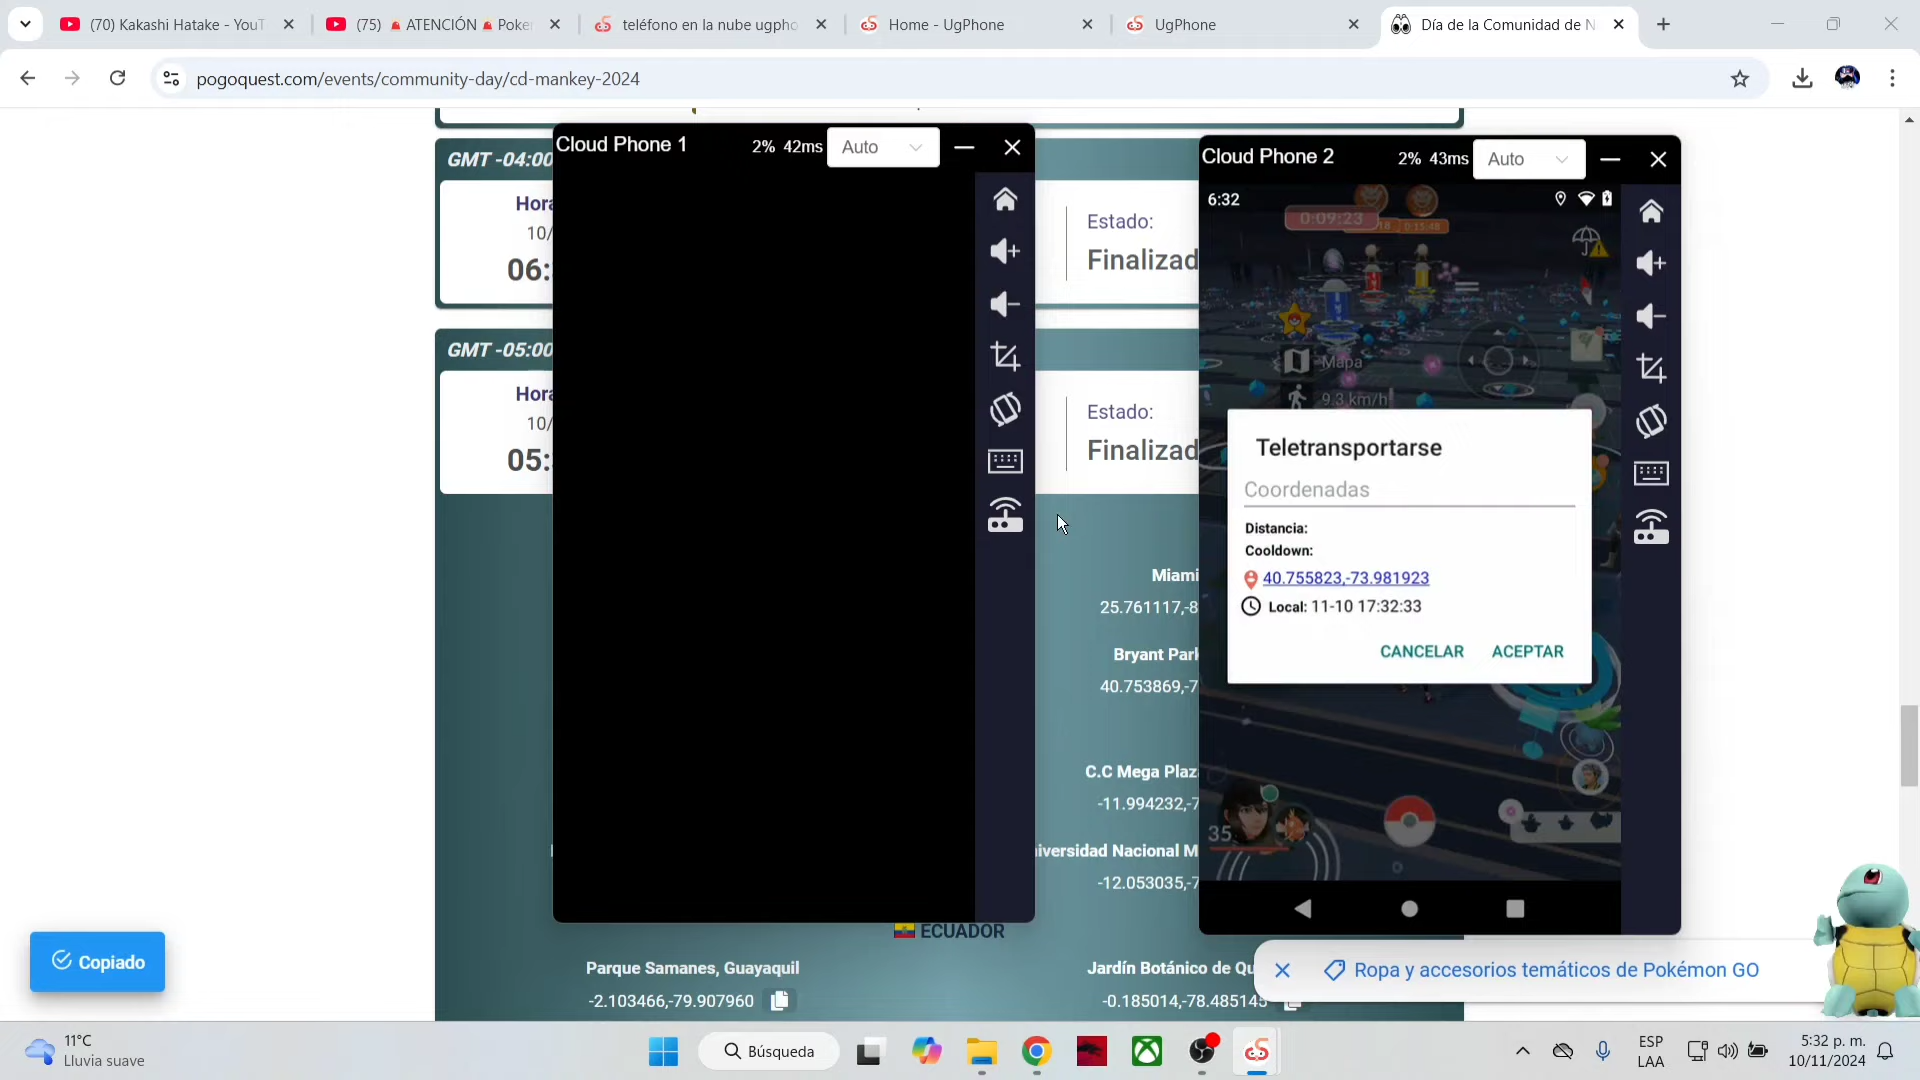 (70) Kakashi Hatake - YouT
(75) 🚨 ATENCIÓN 🚨 Poke
teléfono en la nube ugpho
Home - UgPhone
UgPhone
Día de la Comunidad de N
pogoquest.com/events/community-day/cd-mankey-2024
GMT -04:00
Hora
10/
06:
Estado:
Finalizad
GMT -05:00
Hora
10/
05:
Estado:
Finalizad
Cloud Phone 1
2% 42ms
Auto
Cloud Phone 2
2% 43ms
Auto
6:32
0:09:23
0:15:48
Mapa
9.3 km/h
Teletransportarse
Coordenadas
Distancia:
Cooldown:
40.755823,-73.981923
Local: 11-10 17:32:33
CANCELAR ACEPTAR
35
Miami
25.761117,-8
Bryant Park
40.753869,-7
C.C Mega Plaz
-11.994232,-7
iversidad Nacional M
-12.053035,-7
ECUADOR
Parque Samanes, Guayaquil
-2.103466,-79.907960
Jardín Botánico de Qu
-0.185014,-78.485145
Copiado
Ropa y accesorios temáticos de Pokémon GO
11°C
Lluvia suave
Búsqueda
ESP
LAA
5:32 p. m.
10/11/2024